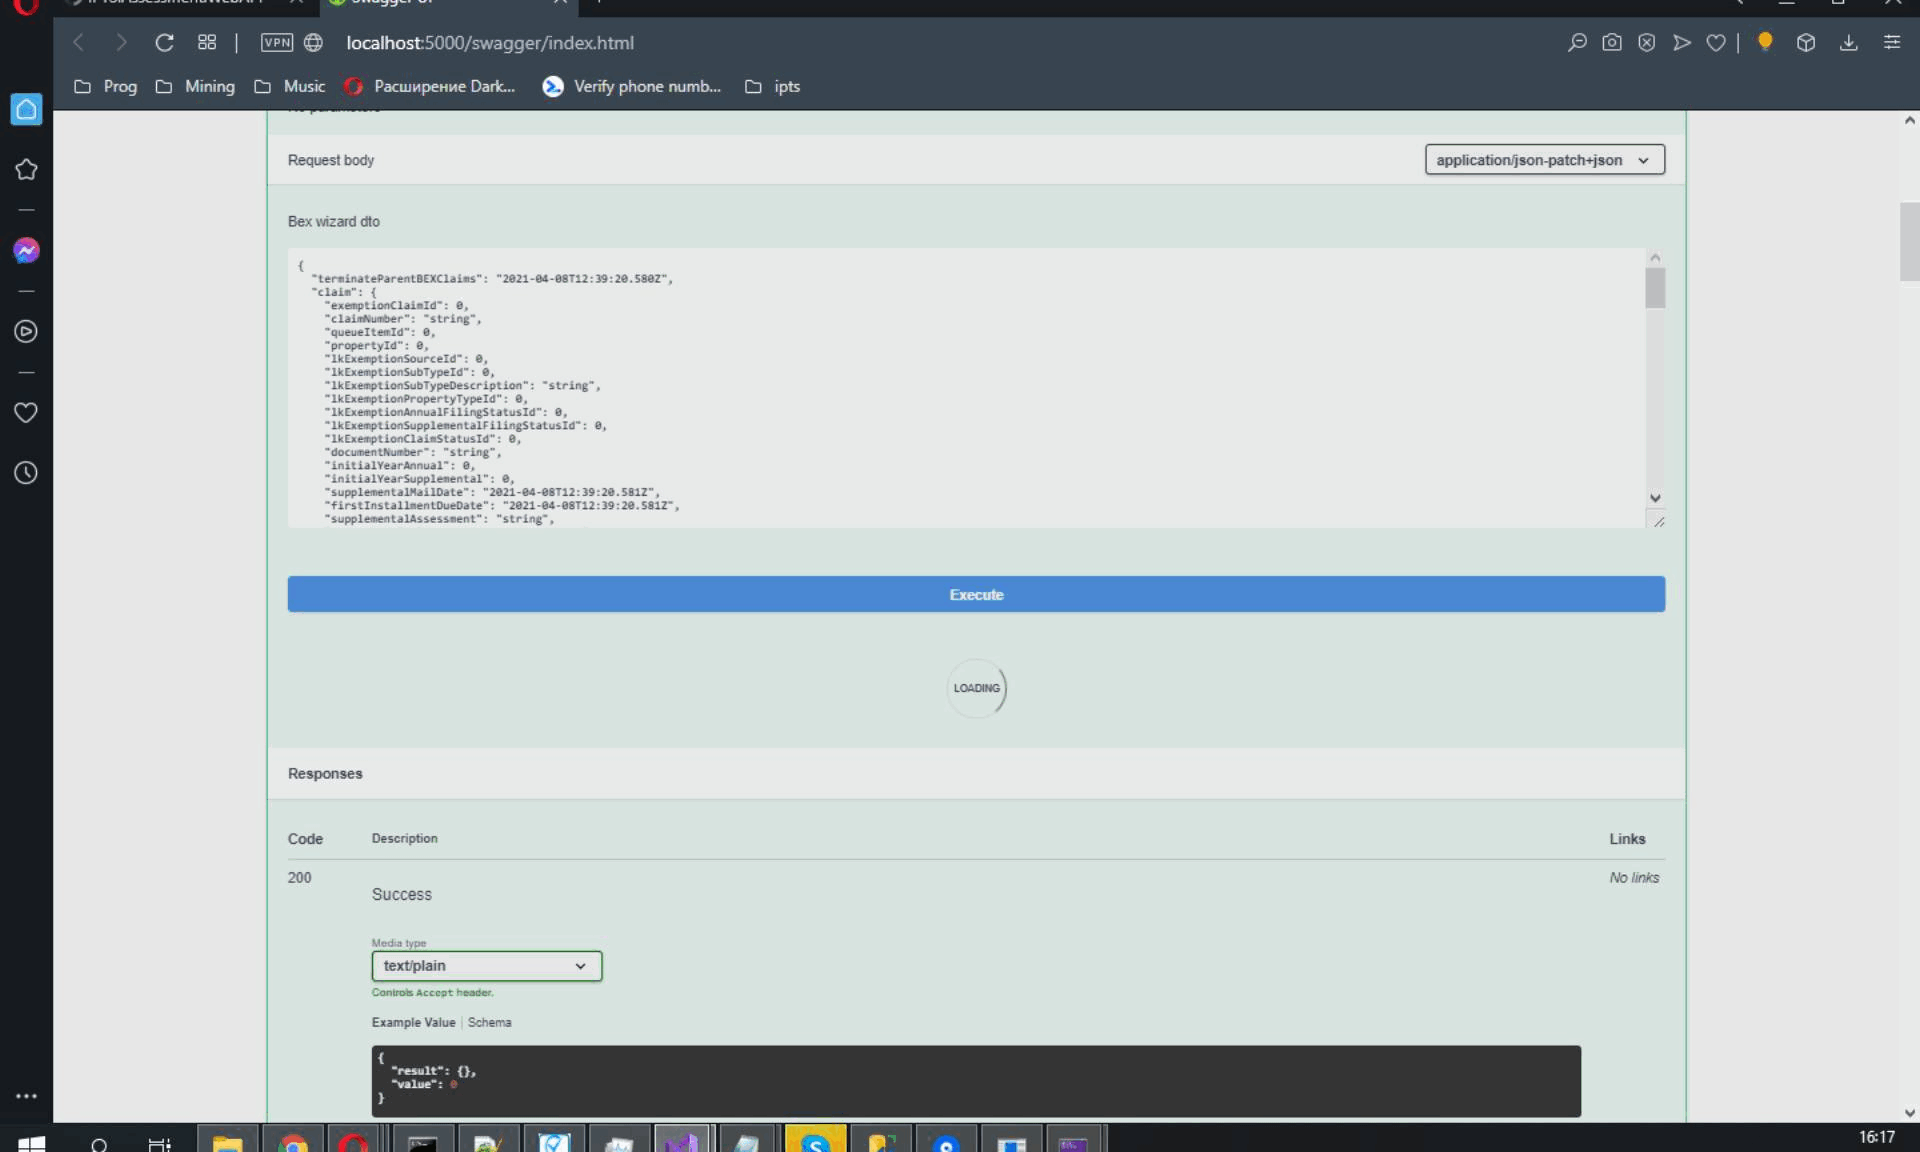 VPN
localhost:5000/swagger/index.html
Prog
Mining
Music
Расширение Dark...
Verify phone numb...
ipts
Request body
application/json-patch+json
Bex wizard dto
{
"terminateParentBEXClaims": "2021-04-08T12:39:20.580Z",
"claim": {
"exemptionClaimId": 0,
"claimNumber": "string",
"queueItemId": 0,
"propertyId": 0,
"lkExemptionSourceId": 0,
"lkExemptionSubTypeId": 0,
"lkExemptionSubTypeDescription": "string",
"lkExemptionPropertyTypeId": 0,
"lkExemptionAnnualFilingStatusId": 0,
"lkExemptionSupplementalFilingStatusId": 0,
"lkExemptionClaimStatusId": 0,
"documentNumber": "string",
"initialYearAnnual": 0,
"initialYearSupplemental": 0,
"supplementalMailDate": "2021-04-08T12:39:20.581Z",
"firstInstallmentDueDate": "2021-04-08T12:39:20.581Z",
"supplementalAssessment": "string",
Execute
LOADING
Responses
Code
Description
Links
200
Success
No links
Media type
text/plain
Controls Accept header.
Example Value | Schema
{
"result": {},
"value": 0
}
16:17